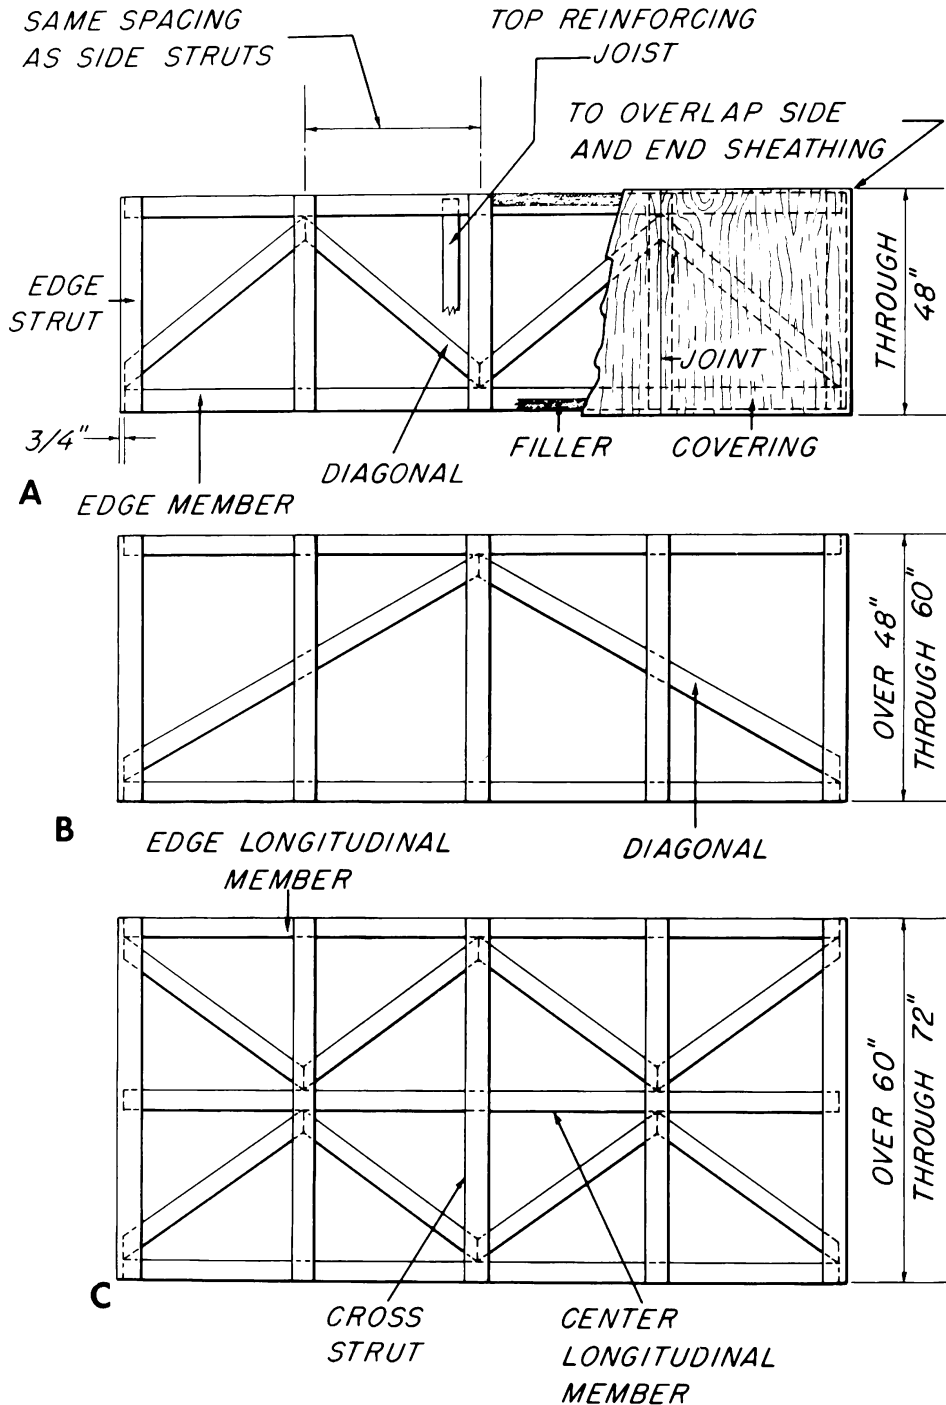 SAME SPACING
AS SIDE STRUTS
TOP REINFORCING
JOIST
TO OVERLAP SIDE
AND END SHEATHING
EDGE
STRUT
THROUGH
48"
JOINT
3/4"
FILLER
COVERING
DIAGONAL
A
EDGE MEMBER
OVER 48"
THROUGH 60"
B
EDGE LONGITUDINAL
MEMBER
DIAGONAL
OVER 60"
THROUGH 72"
C
CROSS
STRUT
CENTER
LONGITUDINAL
MEMBER